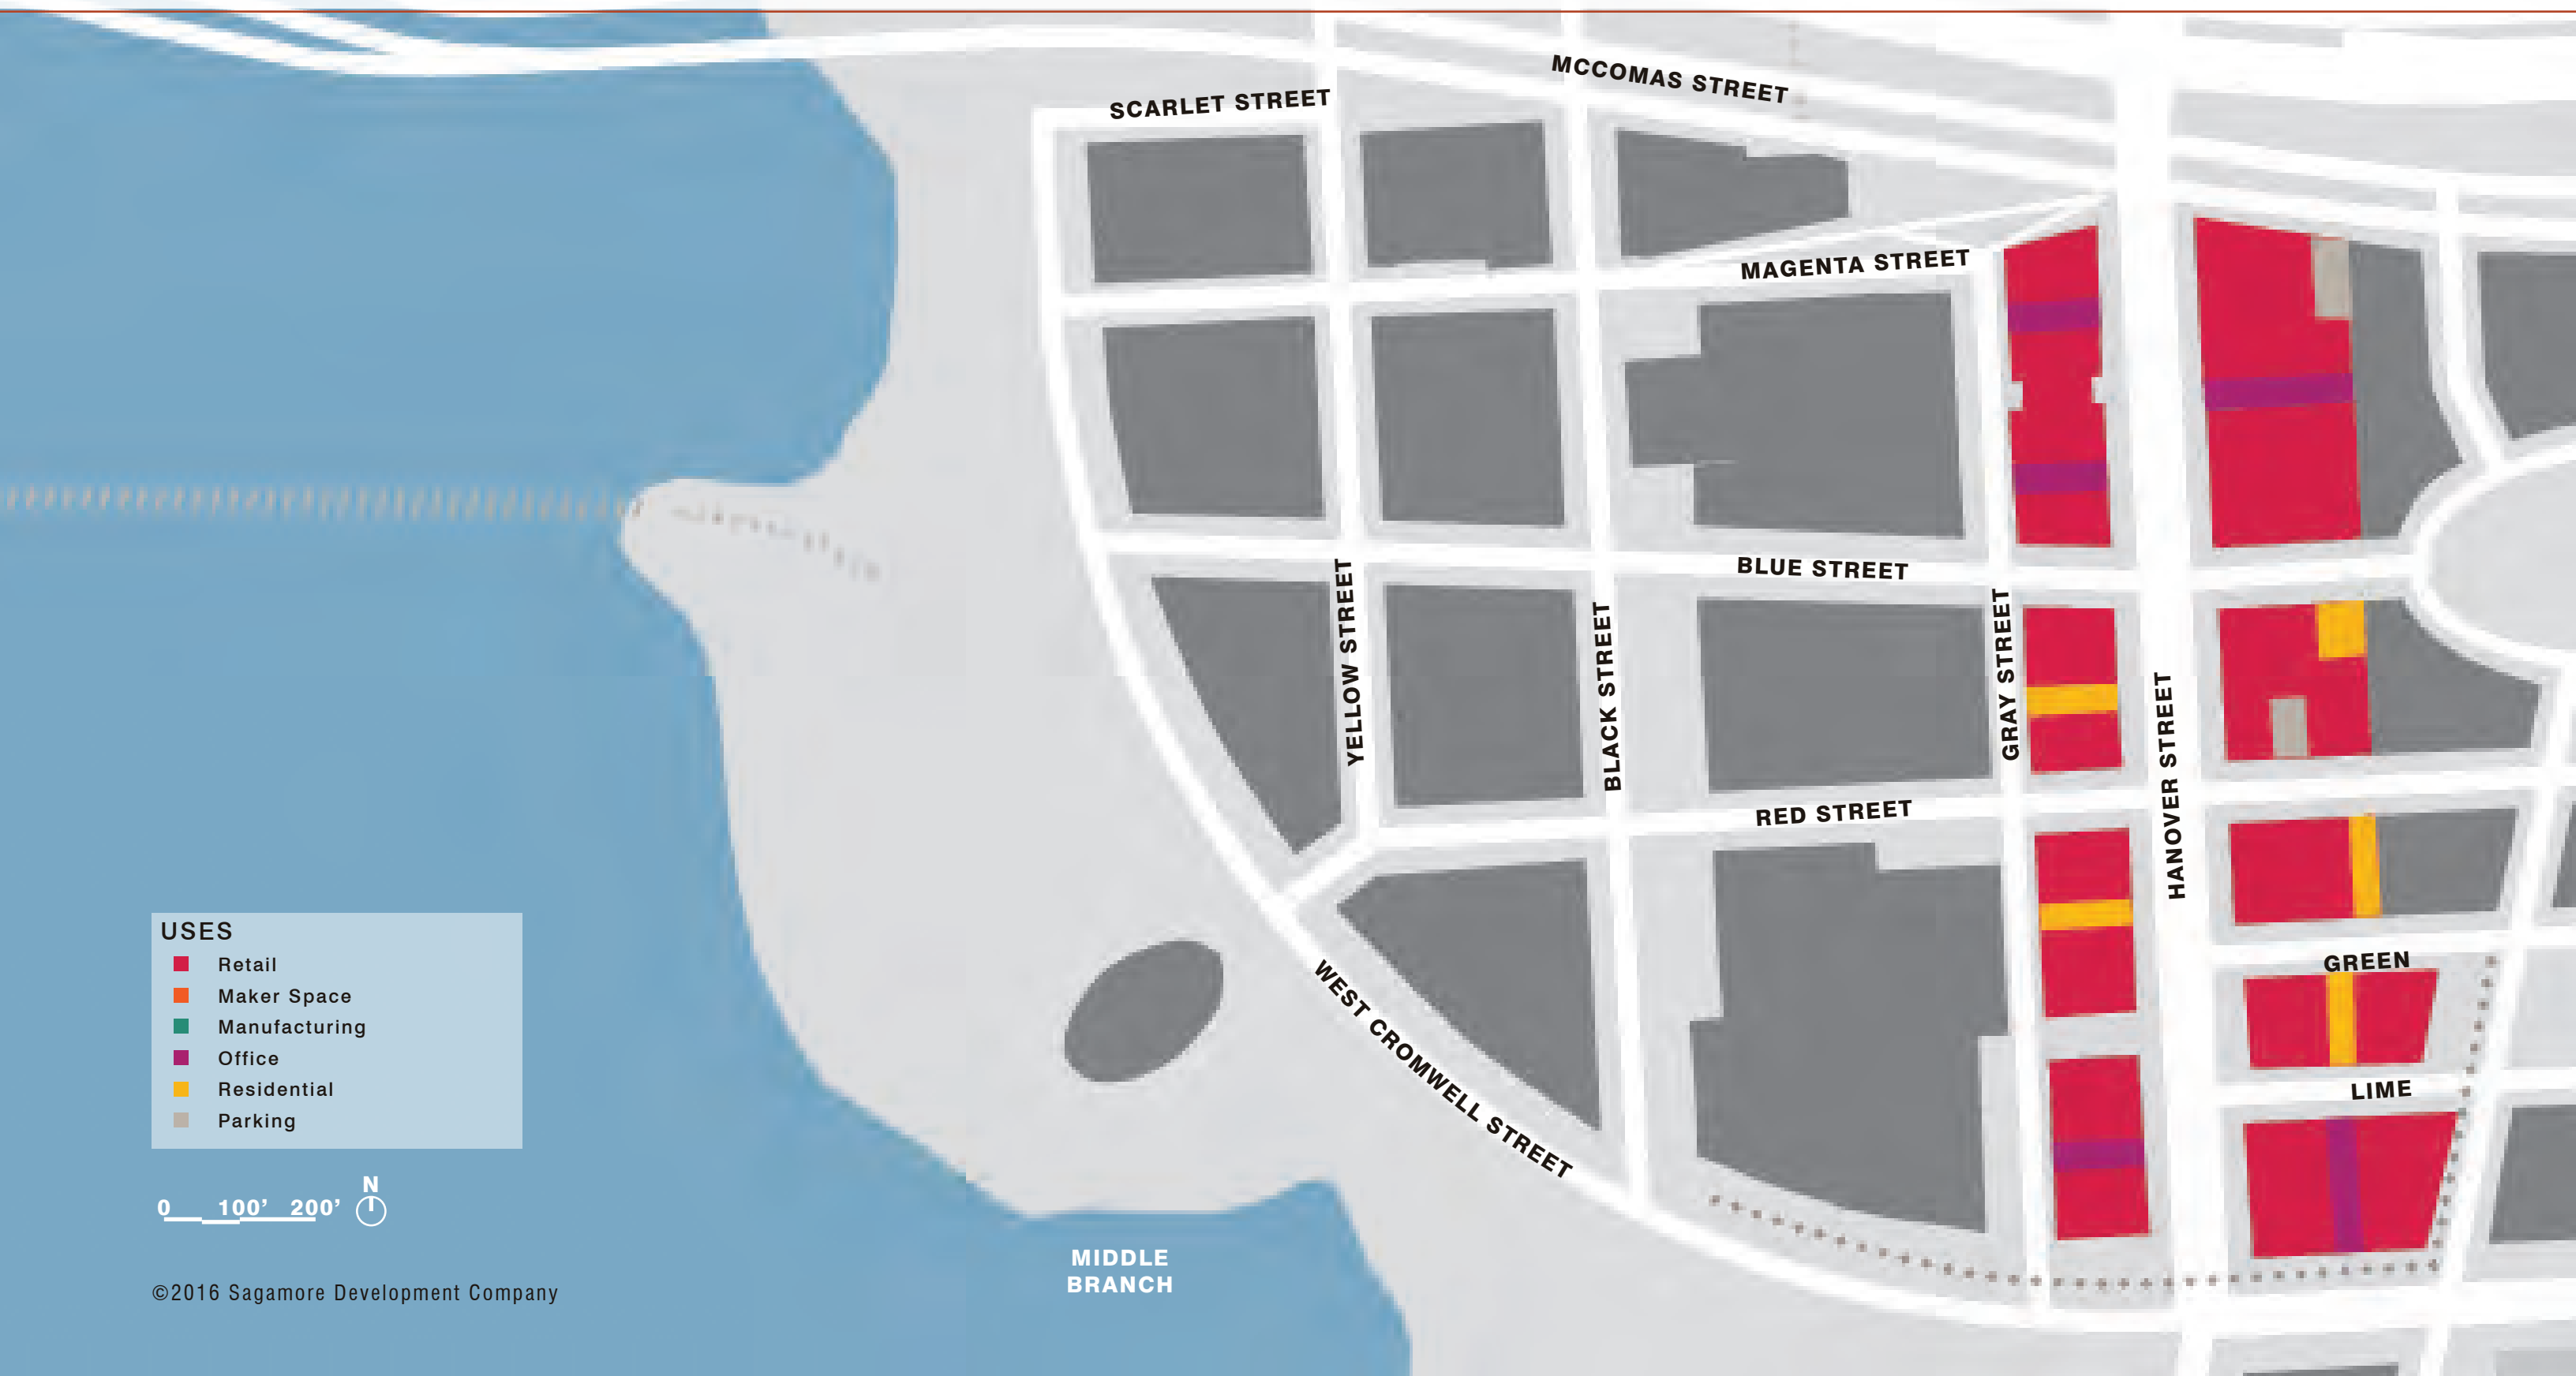 MCCOMAS STREET
SCARLET STREET
MAGENTA STREET
BLUE STREET
YELLOW STREET
BLACK STREET
GRAY STREET
HANOVER STREET
RED STREET
GREEN
LIME
WEST CROMWELL STREET
USES
Retail
Maker Space
Manufacturing
Office
Residential
Parking
N
0 100’ 200’
MIDDLE
BRANCH
©2016 Sagamore Development Company